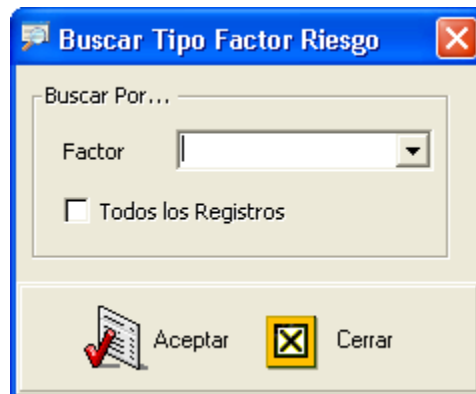 Buscar Tipo Factor Riesgo
Buscar Por...
Factor
Todos los Registros
Aceptar Cerrar